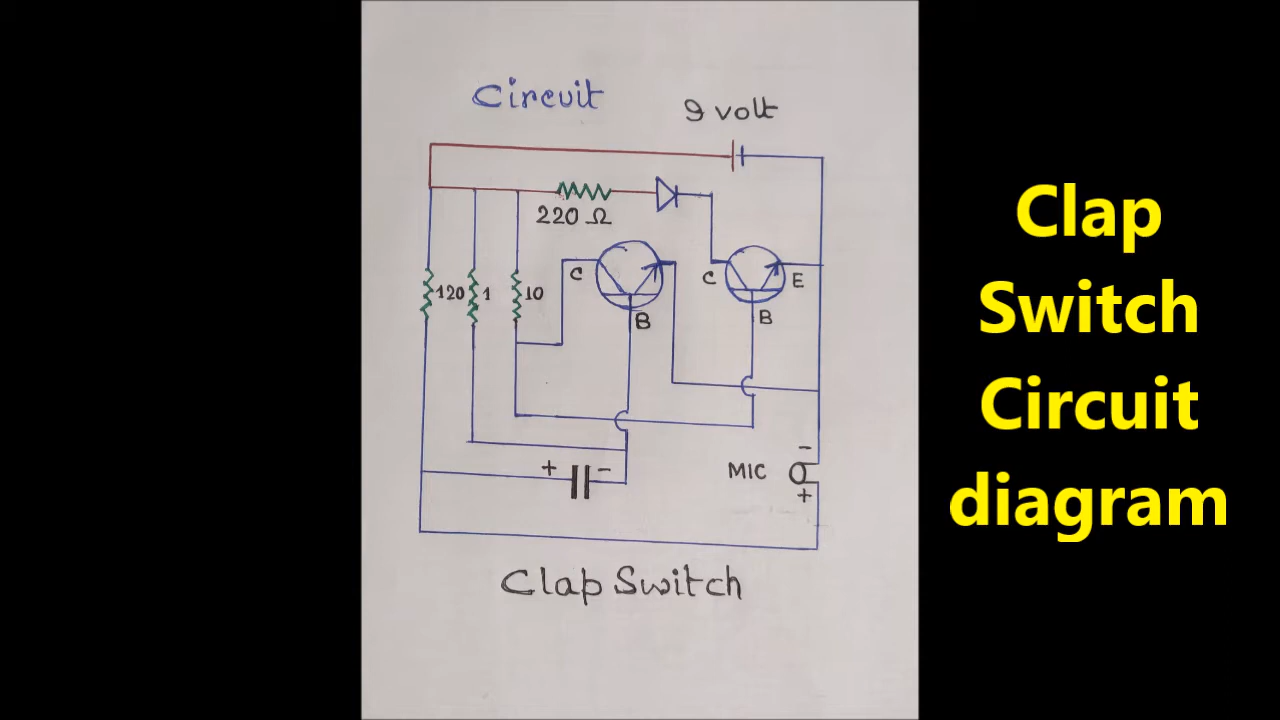 Circuit
9 volt
220 Ω
C
C
E
120
1
10
B
B
+
-
MIC
-
+
Clap Switch
Clap
Switch
Circuit
diagram